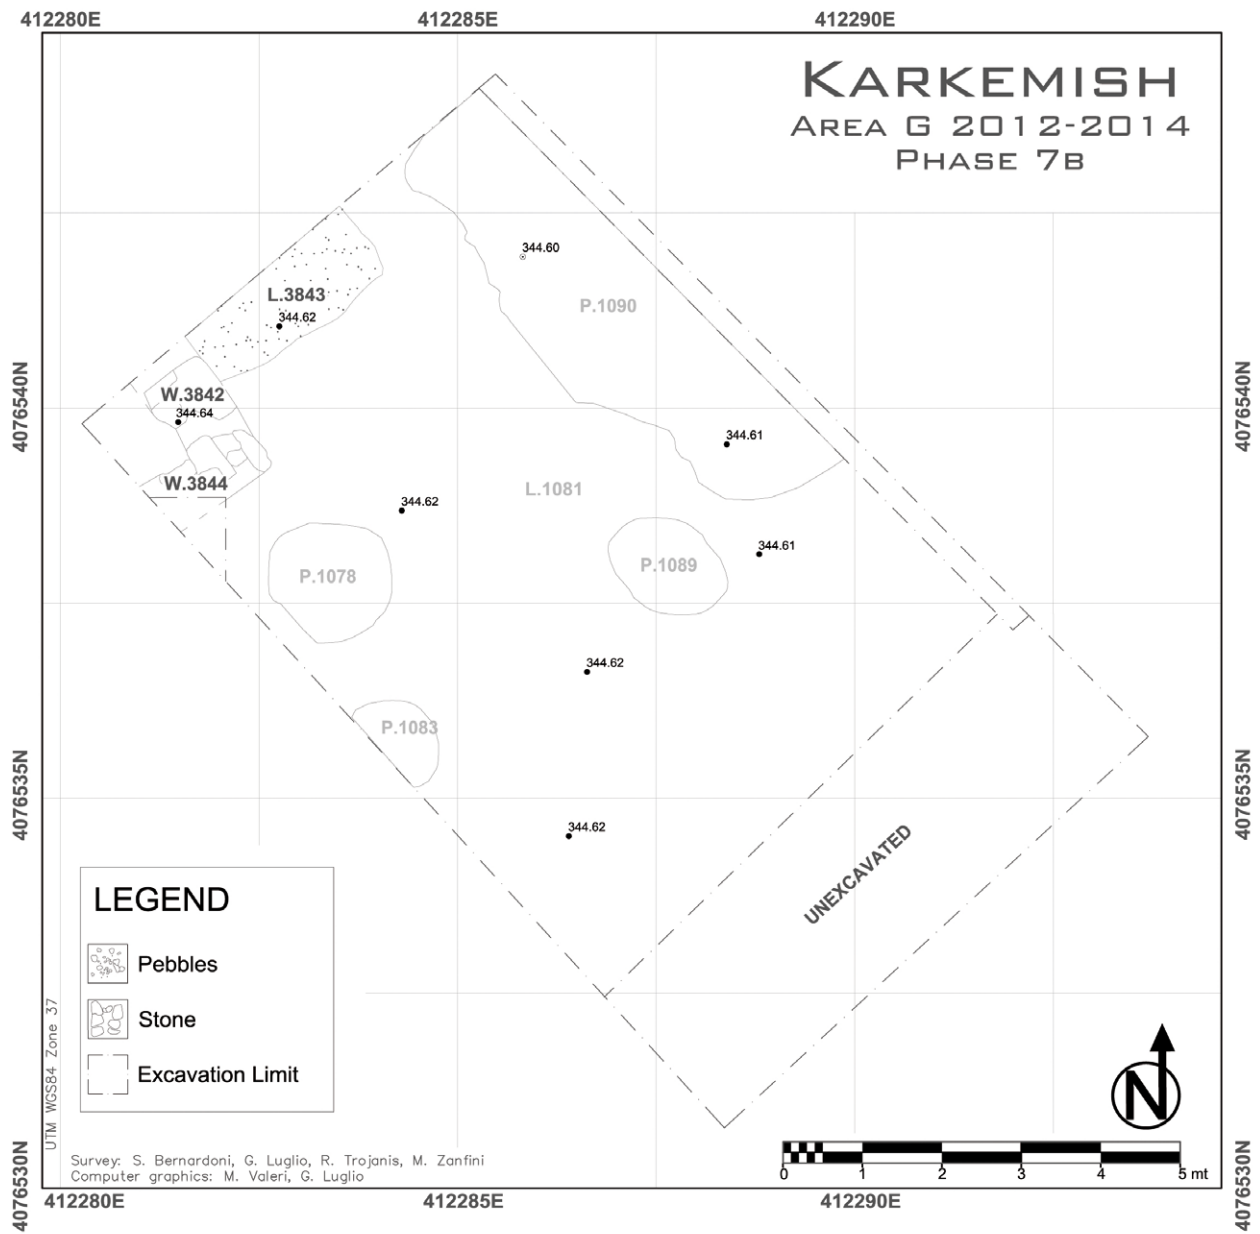 412280E 412285E 412290E
KARKEMISH
AREA G 2012-2014
PHASE 7B
344.60
L.3843
P.1090
344.62
4076540N
4076540N
W.3842
344.64
344.61
W.3844
L.1081
344.62
344.61
P.1089
P.1078
344.62
P.1083
4076535N
4076535N
344.62
UNEXCAVATED
LEGEND
Pebbles
Stone
Excavation Limit
UTM WGS84 Zone 37
N
0 1 2 3 4 5 mt
Survey: S. Bernardoni, G. Luglio, R. Trojanis, M. Zanfini
Computer graphics: M. Valeri, G. Luglio
4076530N
4076530N
412280E 412285E 412290E